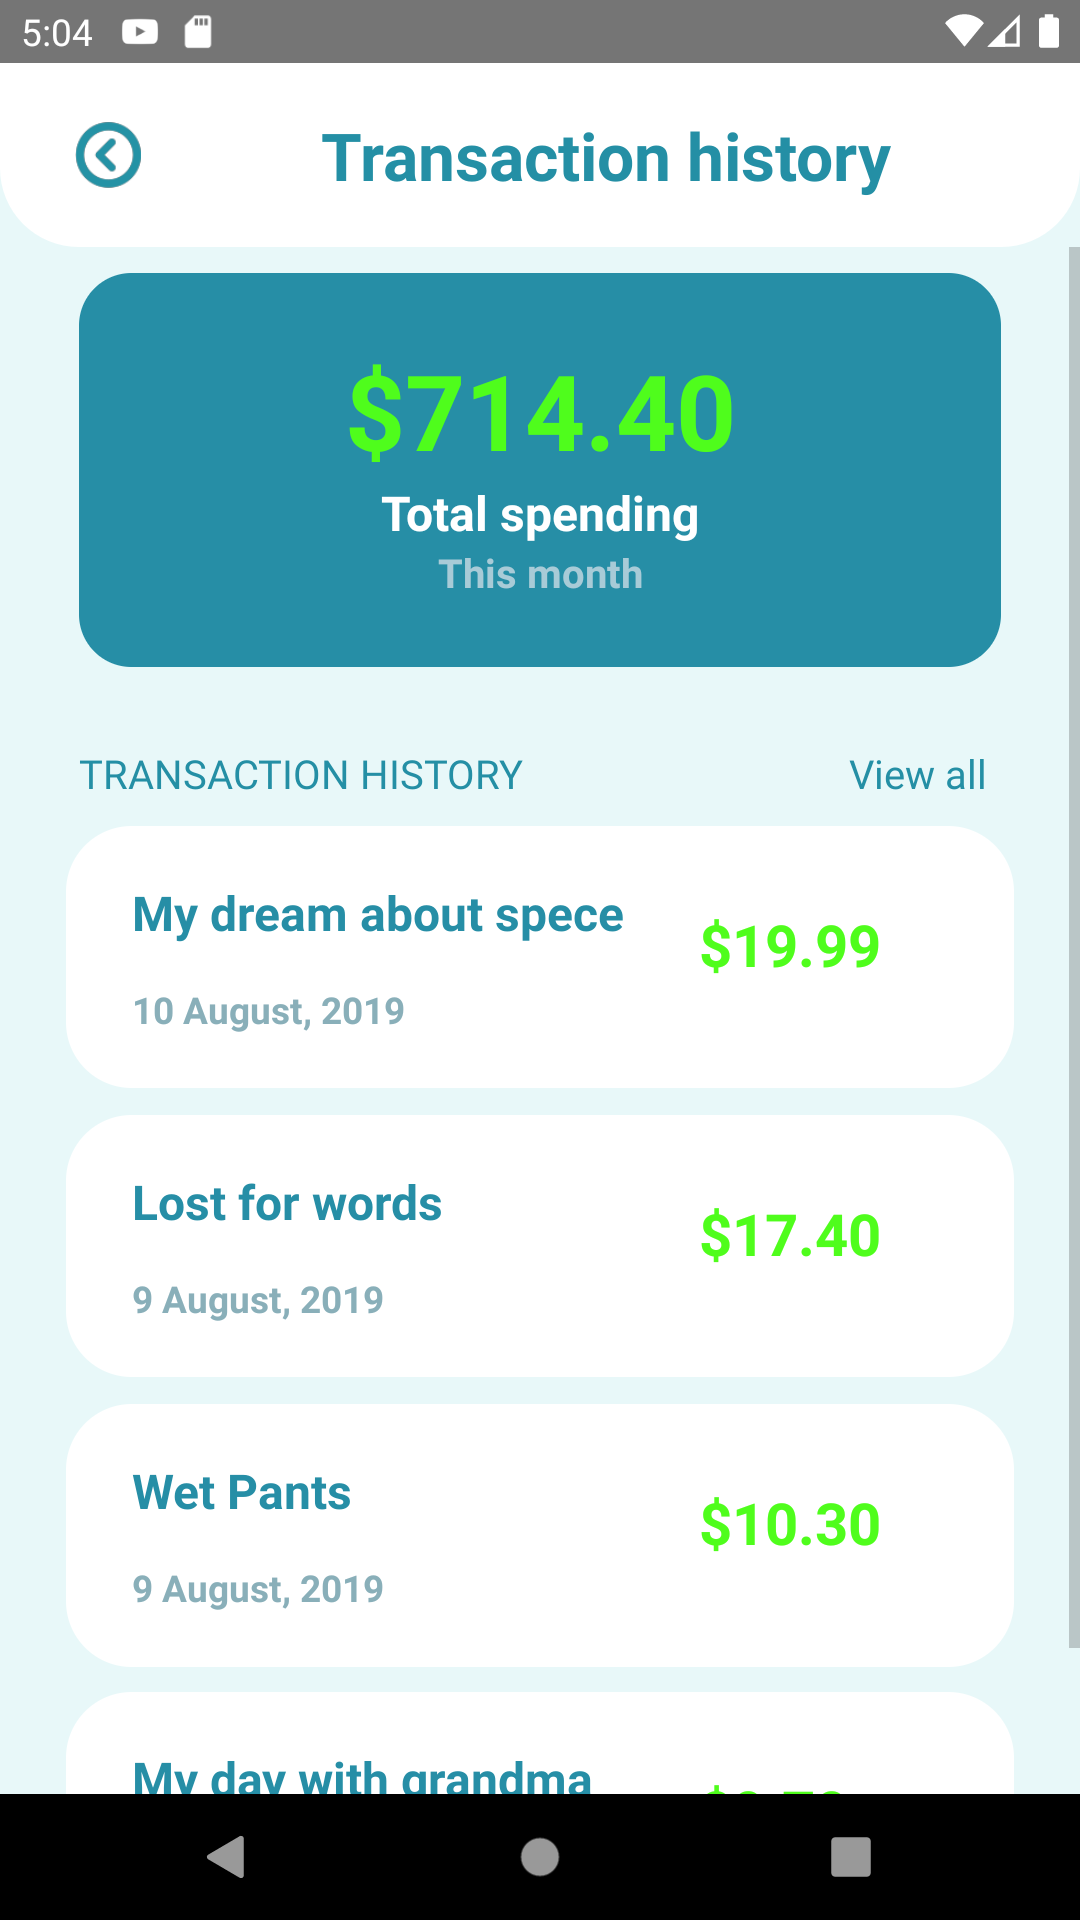 5:04
Transaction history
$714.40
Total spending
This month
TRANSACTION HISTORY View all
My dream about spece
$19.99
10 August, 2019
Lost for words
$17.40
9 August, 2019
Wet Pants
$10.30
9 August, 2019
My day with grandma